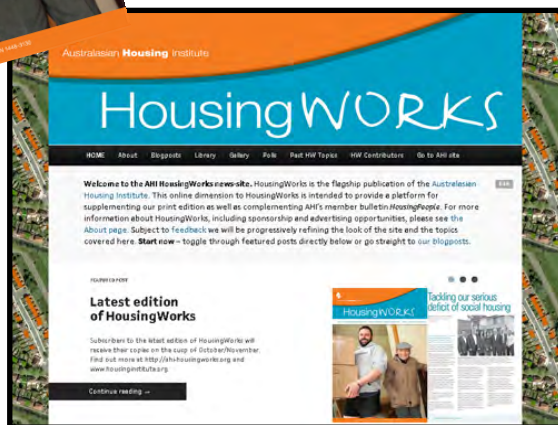 Australasian Housing Institute
HousingWORKS
HOME About Blogposts Library Gallery Polls Past HW Topics HW Contributors Go to AHI site
Welcome to the AHI HousingWorks news-site. HousingWorks is the flagship publication of the Australasian
Housing Institute. This online dimension to HousingWorks is intended to provide a platform for
supplementing our print edition as well as complementing AHI's member bulletin HousingPeople. For more
information about HousingWorks, including sponsorship and advertising opportunities, please see the
About page. Subject to feedback we will be progressively refining the look of the site and the topics
covered here. Start now – toggle through featured posts directly below or go straight to our blogposts.
Latest edition
of HousingWorks
Subscribers to the latest edition of HousingWorks will
receive their copies on the cusp of October/November.
Find out more at http://ahi-housingworks.org and
www.housinginstitute.org
Continue reading →
HousingWORKS
Tackling our serious
deficit of social housing